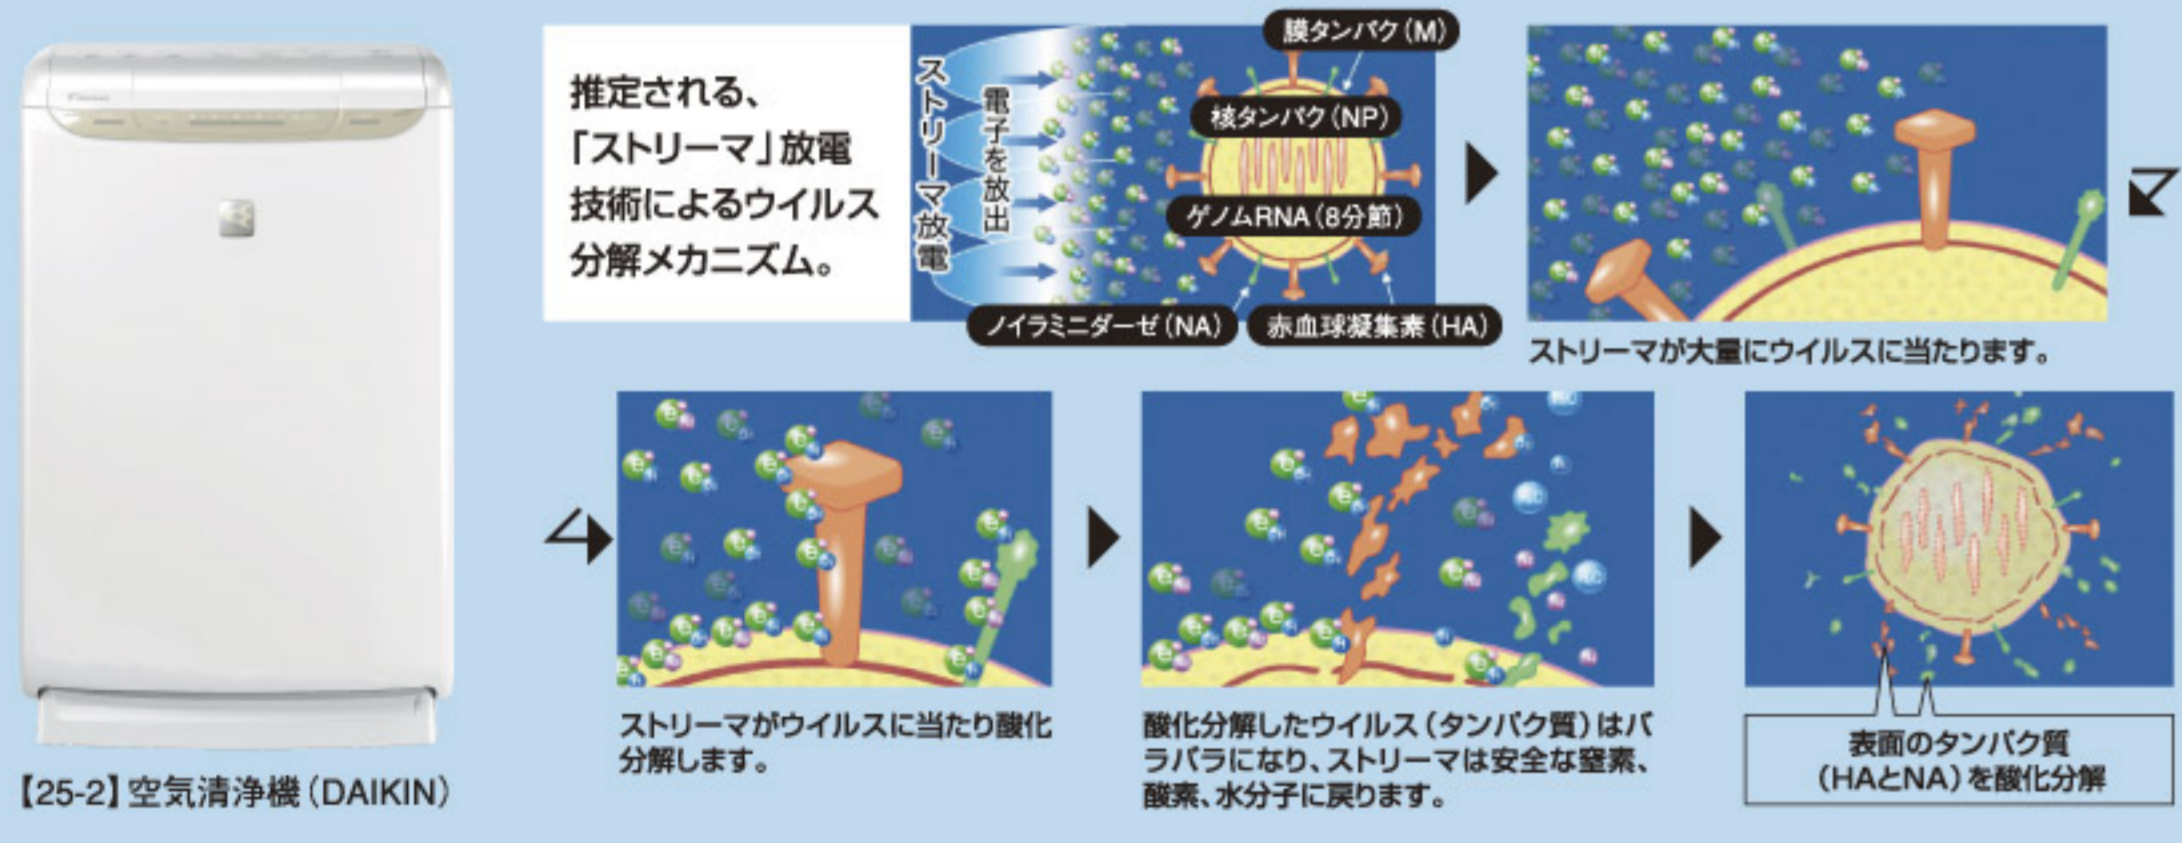 推定される、
「ストリーマ」放電
技術によるウイルス
分解メカニズム。
ストリーマ放電
電子を放出
膜タンパク(M)
核タンパク(NP)
ゲノムRNA(8分節)
ノイラミニダーゼ(NA)
赤血球凝集素(HA)
ストリーマが大量にウイルスに当たります。
ストリーマがウイルスに当たり酸化
分解します。
酸化分解したウイルス(タンパク質)はバ
ラバラになり、ストリーマは安全な窒素、
酸素、水分子に戻ります。
表面のタンパク質
(HAとNA)を酸化分解
【25-2】空気清浄機(DAIKIN)